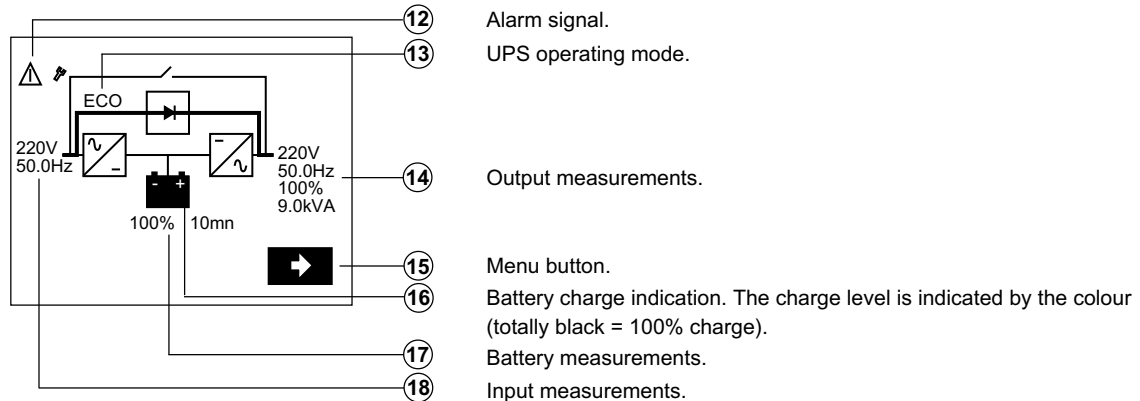 12 Alarm signal.
13 UPS operating mode.
ECO
220V
50.0Hz
220V
50.0Hz
100%
9.0kVA
14 Output measurements.
- +
100% 10mn
15 Menu button.
16 Battery charge indication. The charge level is indicated by the colour
(totally black = 100% charge).
17 Battery measurements.
18 Input measurements.